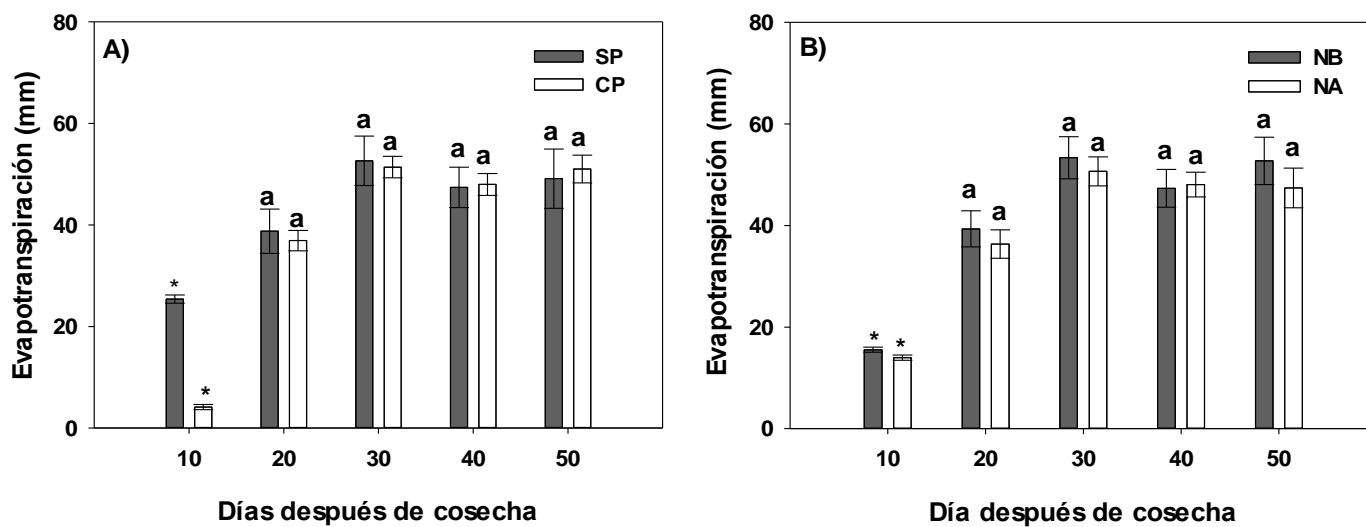 A)
SP
CP
Evapotranspiración (mm)
80
60
40
20
0
* *
a a
a a
a a
a a
10 20 30 40 50
Días después de cosecha
B)
NB
NA
Evapotranspiración (mm)
80
60
40
20
0
* *
a a
a a
a a
a a
10 20 30 40 50
Día después de cosecha